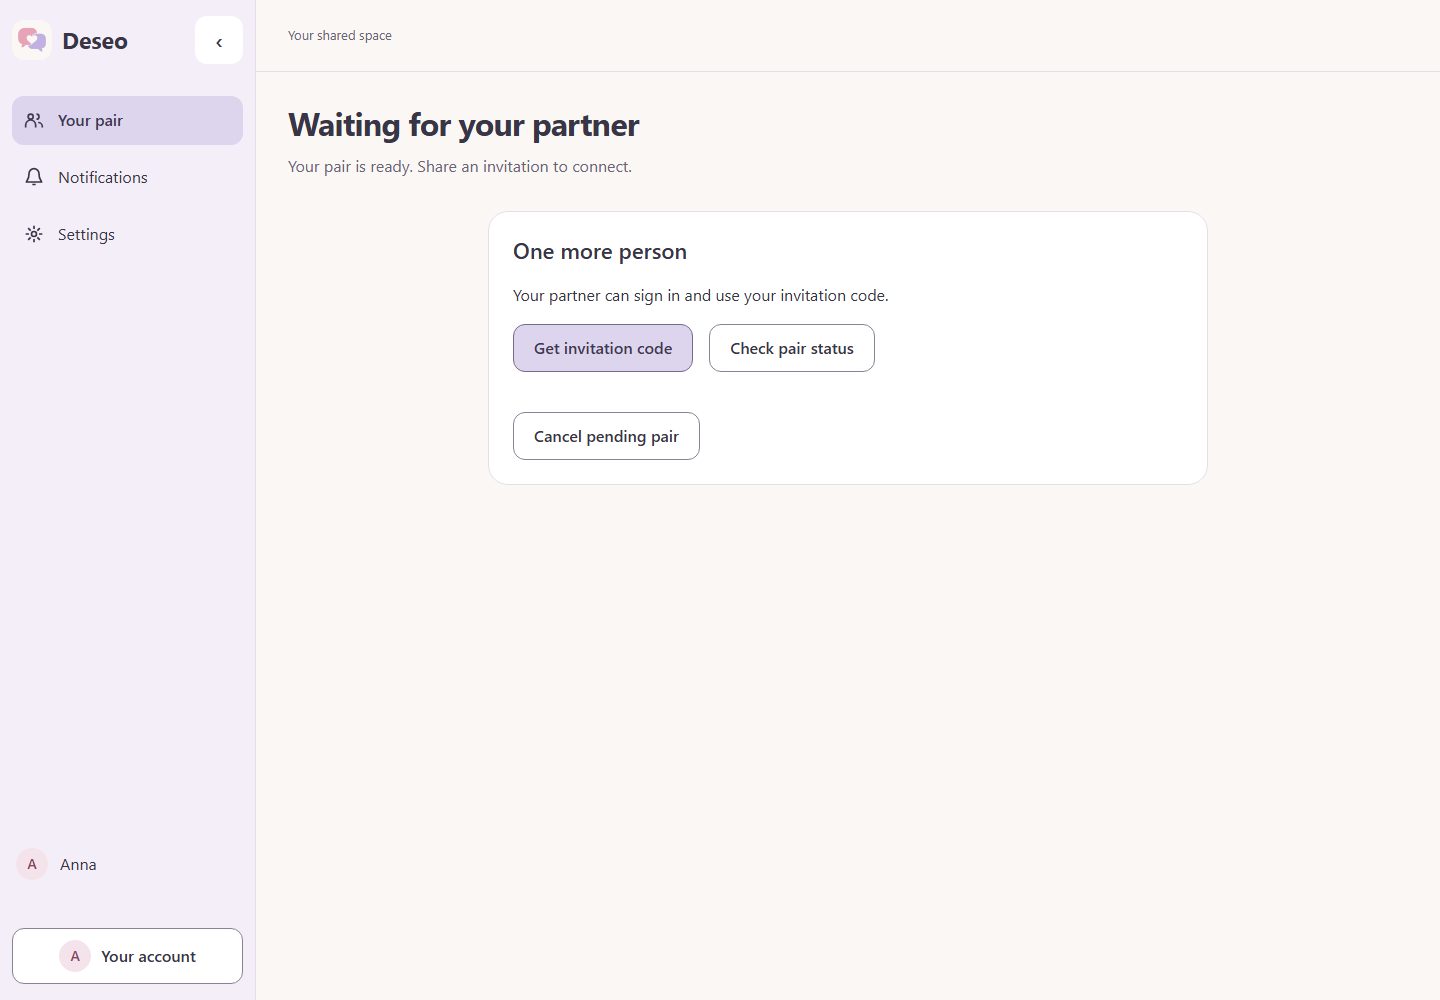 Deseo
‹
Your pair
Notifications
Settings
A Anna
A Your account
Your shared space
Waiting for your partner
Your pair is ready. Share an invitation to connect.
One more person
Your partner can sign in and use your invitation code.
Get invitation code
Check pair status
Cancel pending pair